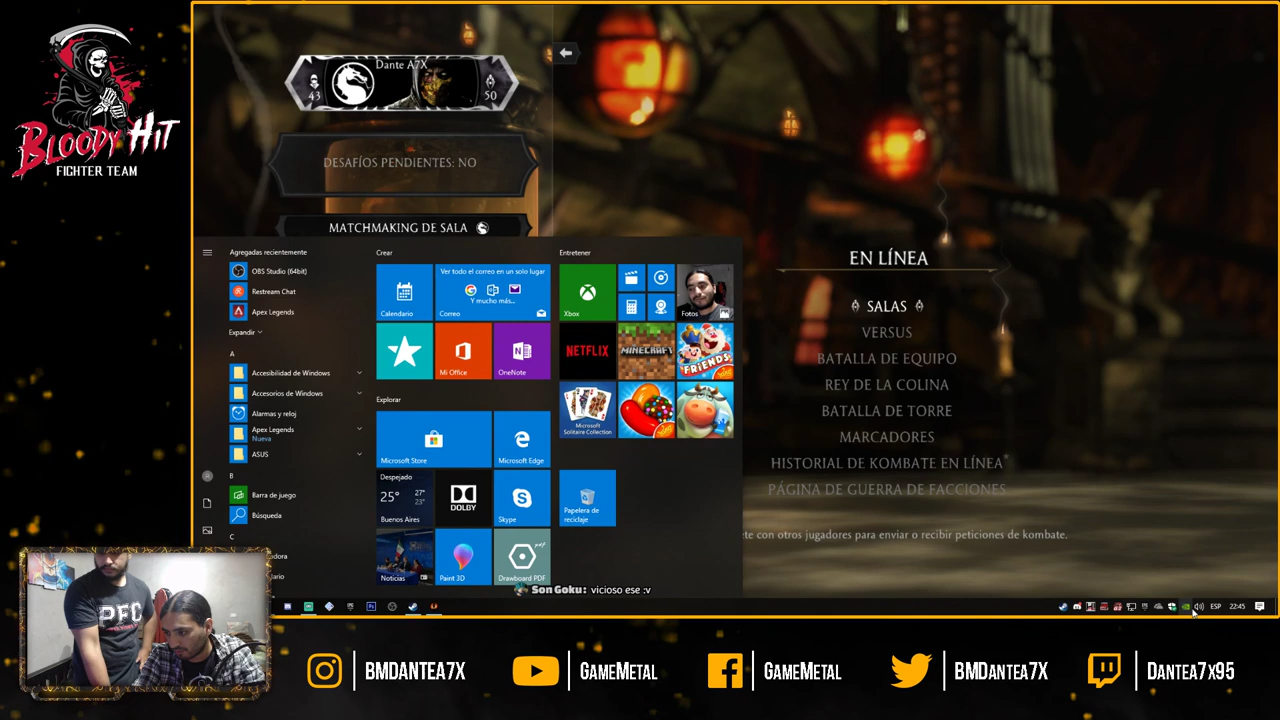 BLOODY HIT
FIGHTER TEAM
Dante A7X
43
50
DESAFÍOS PENDIENTES: NO
MATCHMAKING DE SALA
EN LÍNEA
SALAS
VERSUS
BATALLA DE EQUIPO
REY DE LA COLINA
BATALLA DE TORRE
MARCADORES
HISTORIAL DE KOMBATE EN LÍNEA*
PÁGINA DE GUERRA DE FACCIONES
con otros jugadores para enviar o recibir peticiones de kombate.
Agregadas recientemente
OBS Studio (64bit)
Restream Chat
Apex Legends
Expandir
A
Accesibilidad de Windows
Accesorios de Windows
Alarmas y reloj
Apex Legends
Nueva
ASUS
B
Barra de juego
Búsqueda
C
Crear
Calendario
Ver todo el correo en un solo lugar
Y mucho más...
Correo
Mi Office
OneNote
Explorar
Microsoft Store
Microsoft Edge
Despejado
25° 27° 23°
Buenos Aires
DOLBY
Skype
Noticias
Paint 3D
Drawboard PDF
pdf
Entretener
Xbox
Fotos
NETFLIX
MINECRAFT
FRIENDS
Microsoft
Solitaire Collection
Papelera de
reciclaje
Son Goku: vicioso ese :v
ESP
22:45
PFC
BMDANTEA7X
GAMEMETAL
GAMEMETAL
BMDANTEA7X
DANTEA7X95